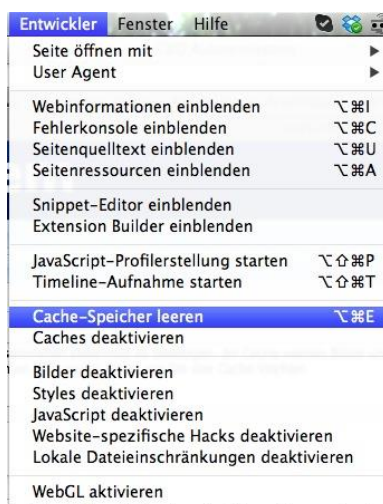 Entwickler Fenster Hilfe
Seite öffnen mit
User Agent
Webinformationen einblenden ⌥⌘I
Fehlerkonsole einblenden ⌥⌘C
Seitenquelltext einblenden ⌥⌘U
Seitenressourcen einblenden ⌥⌘A
Snippet-Editor einblenden
Extension Builder einblenden
JavaScript-Profilerstellung starten ⌥⇧⌘P
Timeline-Aufnahme starten ⌥⇧⌘T
Cache-Speicher leeren ⌥⌘E
Caches deaktivieren
Bilder deaktivieren
Styles deaktivieren
JavaScript deaktivieren
Website-spezifische Hacks deaktivieren
Lokale Dateieinschränkungen deaktivieren
WebGL aktivieren